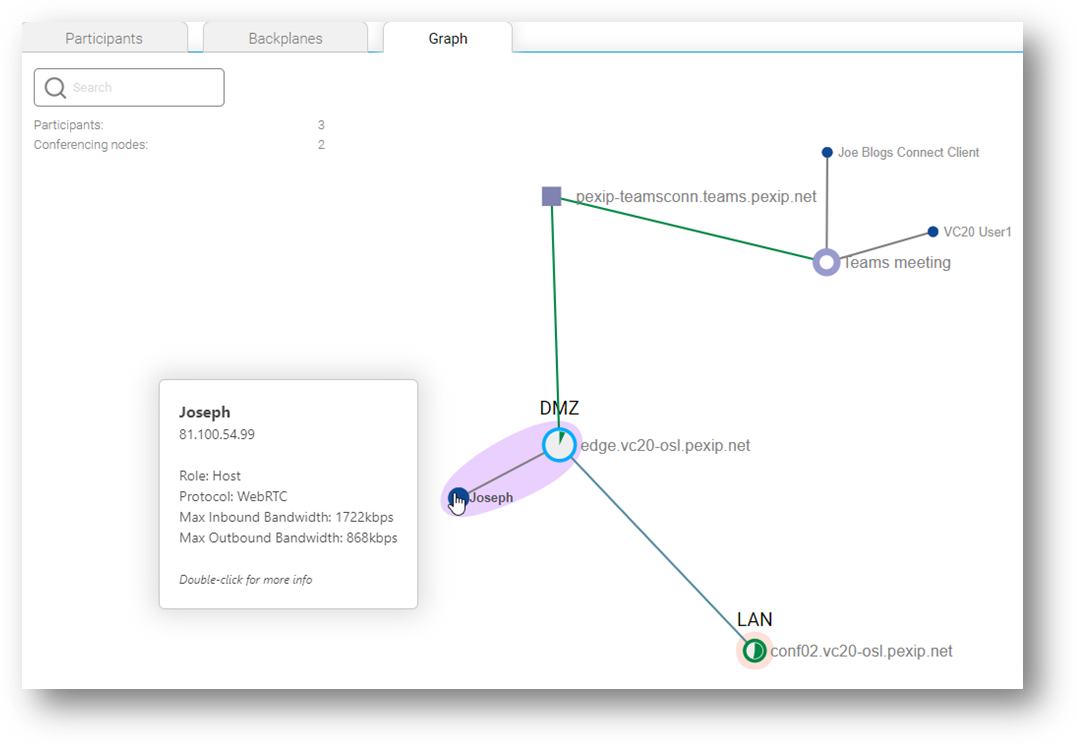 Participants
Backplanes
Graph
Search
Participants: 3
Conferencing nodes: 2
Joe Blogs Connect Client
pexip-teamsconn.teams.pexip.net
VC20 User1
Teams meeting
DMZ
edge.vc20-osl.pexip.net
Joseph
81.100.54.99
Role: Host
Protocol: WebRTC
Max Inbound Bandwidth: 1722kbps
Max Outbound Bandwidth: 868kbps
Double-click for more info
Joseph
LAN
conf02.vc20-osl.pexip.net